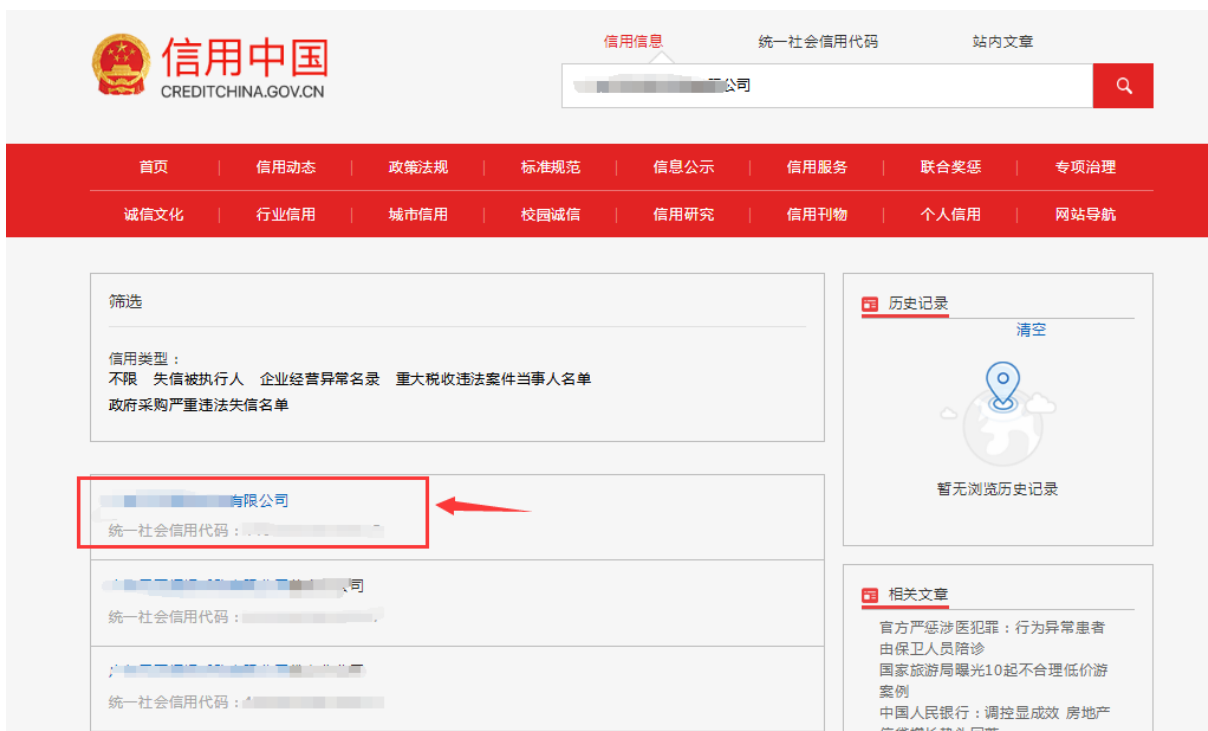 信用中国
CREDITCHINA.GOV.CN
信用信息 统一社会信用代码 站内文章
公司
首页 信用动态 政策法规 标准规范 信息公示 信用服务 联合奖惩 专项治理
诚信文化 行业信用 城市信用 校园诚信 信用研究 信用刊物 个人信用 网站导航
筛选
信用类型：
不限 失信被执行人 企业经营异常名录 重大税收违法案件当事人名单
政府采购严重违法失信名单
有限公司
统一社会信用代码：
司
统一社会信用代码：
统一社会信用代码：
历史记录
清空
暂无浏览历史记录
相关文章
官方严惩涉医犯罪：行为异常患者
由保卫人员陪诊
国家旅游局曝光10起不合理低价游
案例
中国人民银行：调控显成效 房地产